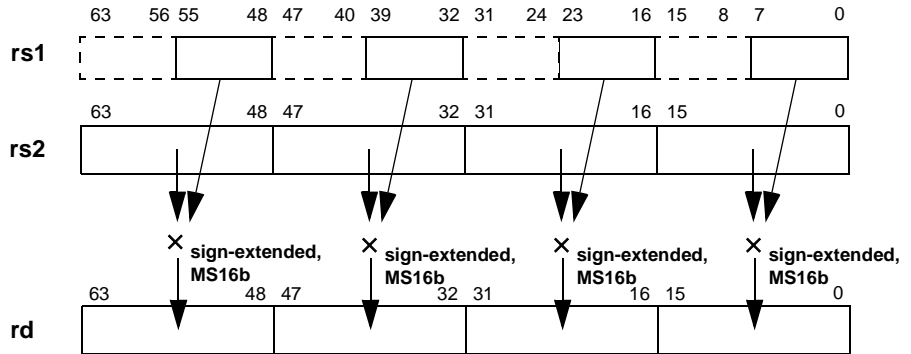 63 56 55 48 47 40 39 32 31 24 23 16 15 8 7 0
rs1
63 48 47 32 31 16 15 0
rs2
× sign-extended, × sign-extended, × sign-extended, × sign-extended,
MS16b MS16b MS16b MS16b
63 48 47 32 31 16 15 0
rd